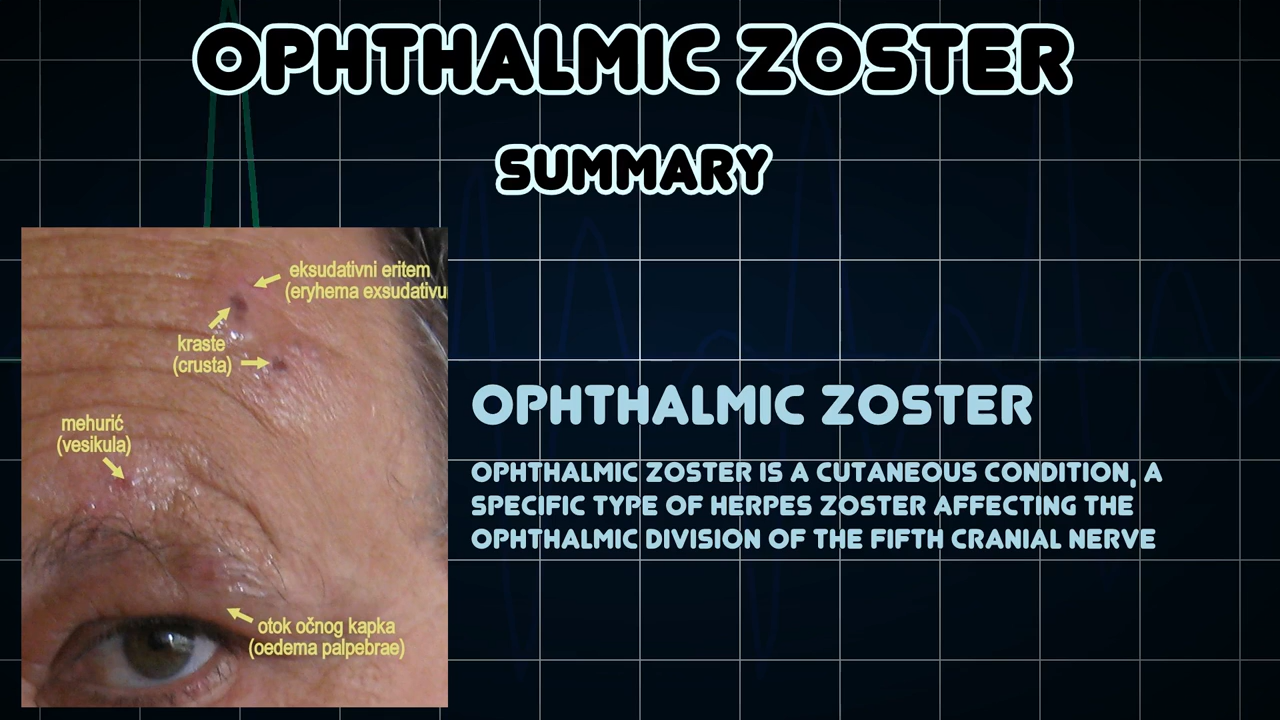 OPHTHALMIC ZOSTER
SUMMARY
eksudativni eritem
(eryhema exsudativu
kraste
(crusta)
mehurić
(vesikula)
otok očnog kapka
(oedema palpebrae)
OPHTHALMIC ZOSTER
OPHTHALMIC ZOSTER IS A CUTANEOUS CONDITION, A
SPECIFIC TYPE OF HERPES ZOSTER AFFECTING THE
OPHTHALMIC DIVISION OF THE FIFTH CRANIAL NERVE